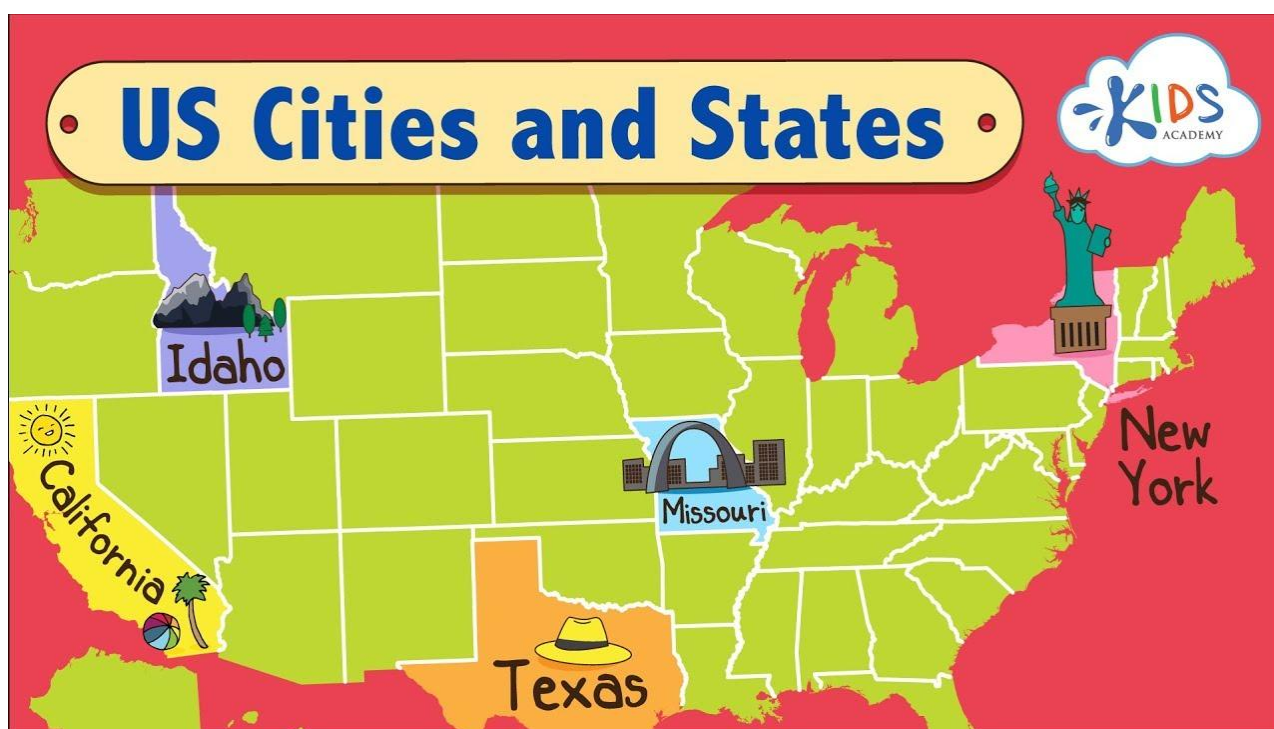 US Cities and States
KIDS
ACADEMY
Idaho
California
Missouri
New
York
Texas